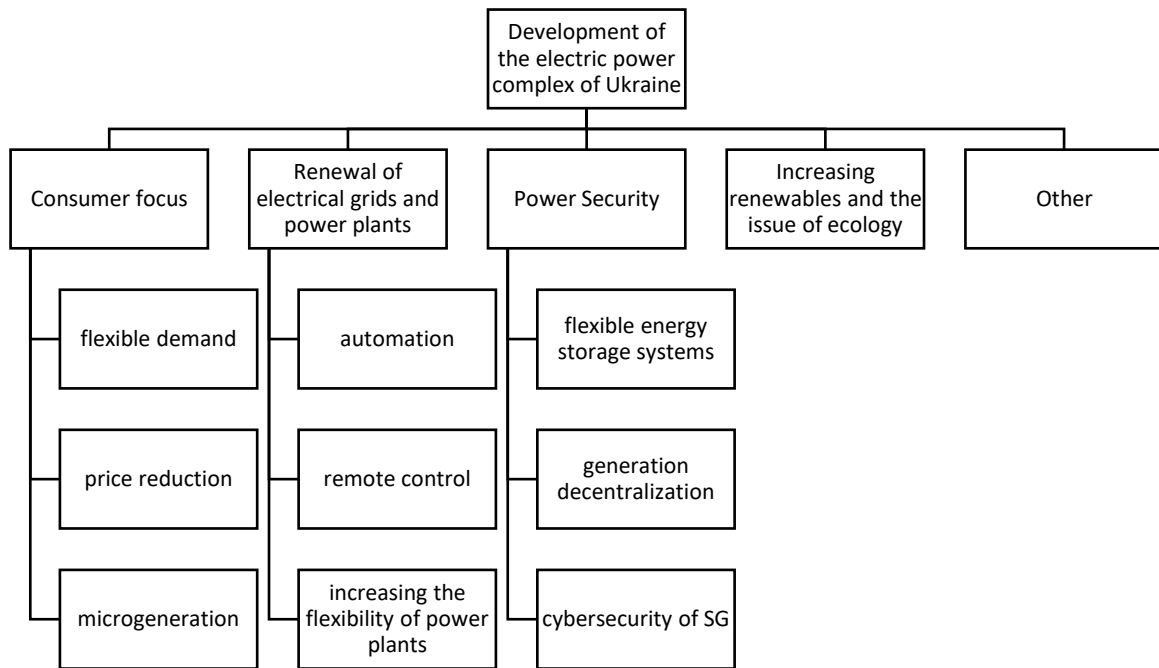 Development of
the electric power
complex of Ukraine
Consumer focus
Renewal of
electrical grids and
power plants
Power Security
Increasing
renewables and the
issue of ecology
Other
flexible demand
automation
flexible energy
storage systems
price reduction
remote control
generation
decentralization
microgeneration
increasing the
flexibility of power
plants
cybersecurity of SG